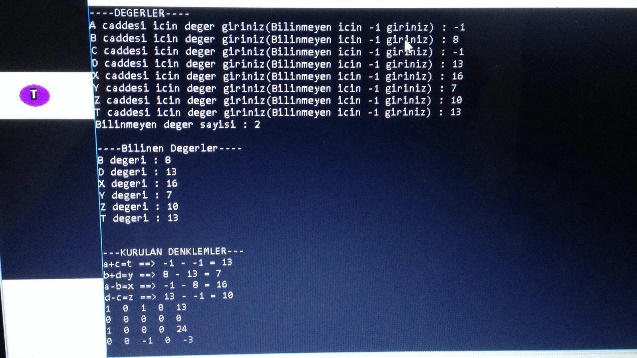 ----DEGERLER----
A caddesi icin deger giriniz(Bilinmeyen icin -1 giriniz) : -1
B caddesi icin deger giriniz(Bilinmeyen icin -1 giriniz) : 8
C caddesi icin deger giriniz(Bilinmeyen icin -1 giriniz) : -1
D caddesi icin deger giriniz(Bilinmeyen icin -1 giriniz) : 13
X caddesi icin deger giriniz(Bilinmeyen icin -1 giriniz) : 16
Y caddesi icin deger giriniz(Bilinmeyen icin -1 giriniz) : 7
Z caddesi icin deger giriniz(Bilinmeyen icin -1 giriniz) : 10
T caddesi icin deger giriniz(Bilinmeyen icin -1 giriniz) : 13
Bilinmeyen deger sayisi : 2
T
----Bilinen Degerler----
B degeri : 8
D degeri : 13
X degeri : 16
Y degeri : 7
Z degeri : 10
T degeri : 13
---KURULAN DENKLEMLER---
a+c=t ==> -1 - -1 = 13
b+d=y ==> 8 - 13 = 7
a-b=x ==> -1 - 8 = 16
d-c=z ==> 13 - -1 = 10
1 0 1 0 13
0 0 0 0 0
1 0 0 0 24
0 0 -1 0 -3